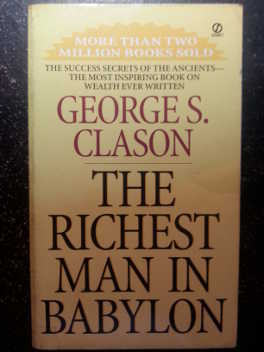 MORE THAN TWO
MILLION BOOKS SOLD
THE SUCCESS SECRETS OF THE ANCIENTS—
THE MOST INSPIRING BOOK ON
WEALTH EVER WRITTEN
GEORGE S.
CLASON
THE
RICHEST
MAN IN
BABYLON